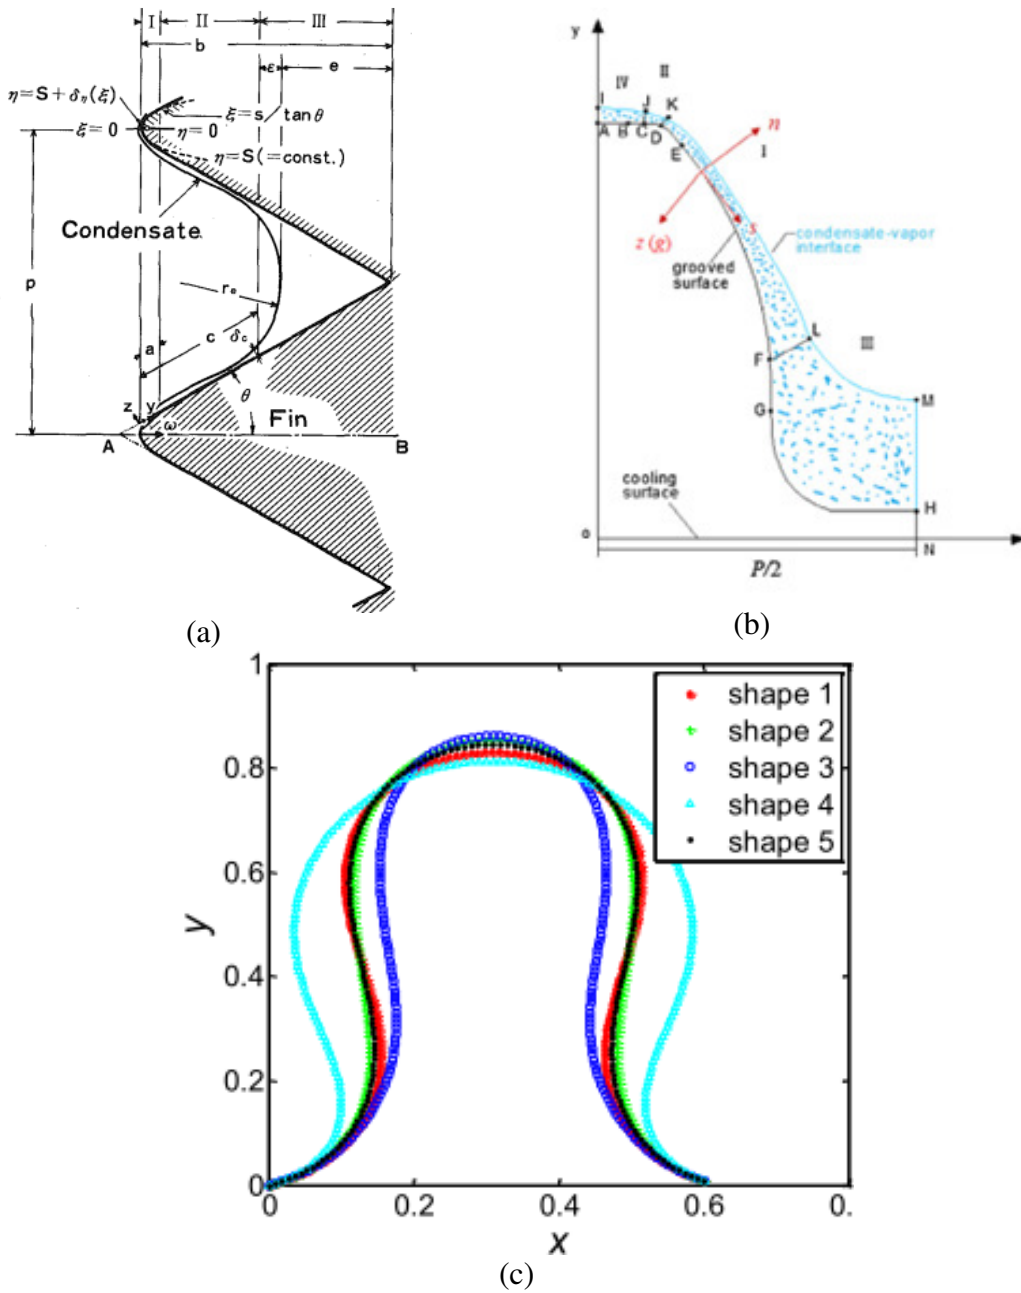 I II III
b
ε e
η=S+δη(ξ)
ξ=s/tanθ
ξ=0 η=0
η=S(=const.)
Condensate
p
r₀
c δc
a
θ
z y
Fin
A ω B
(a)
y
II
IV
I J K
n
A B C D
I
E
s
z (g)
condensate-vapor
interface
grooved
surface
L
III
F
M
G
cooling
surface
H
o
N
P/2
(b)
1
shape 1
shape 2
0.8
shape 3
shape 4
shape 5
0.6
y
0.4
0.2
0
0 0.2 0.4 0.6 0.
x
(c)